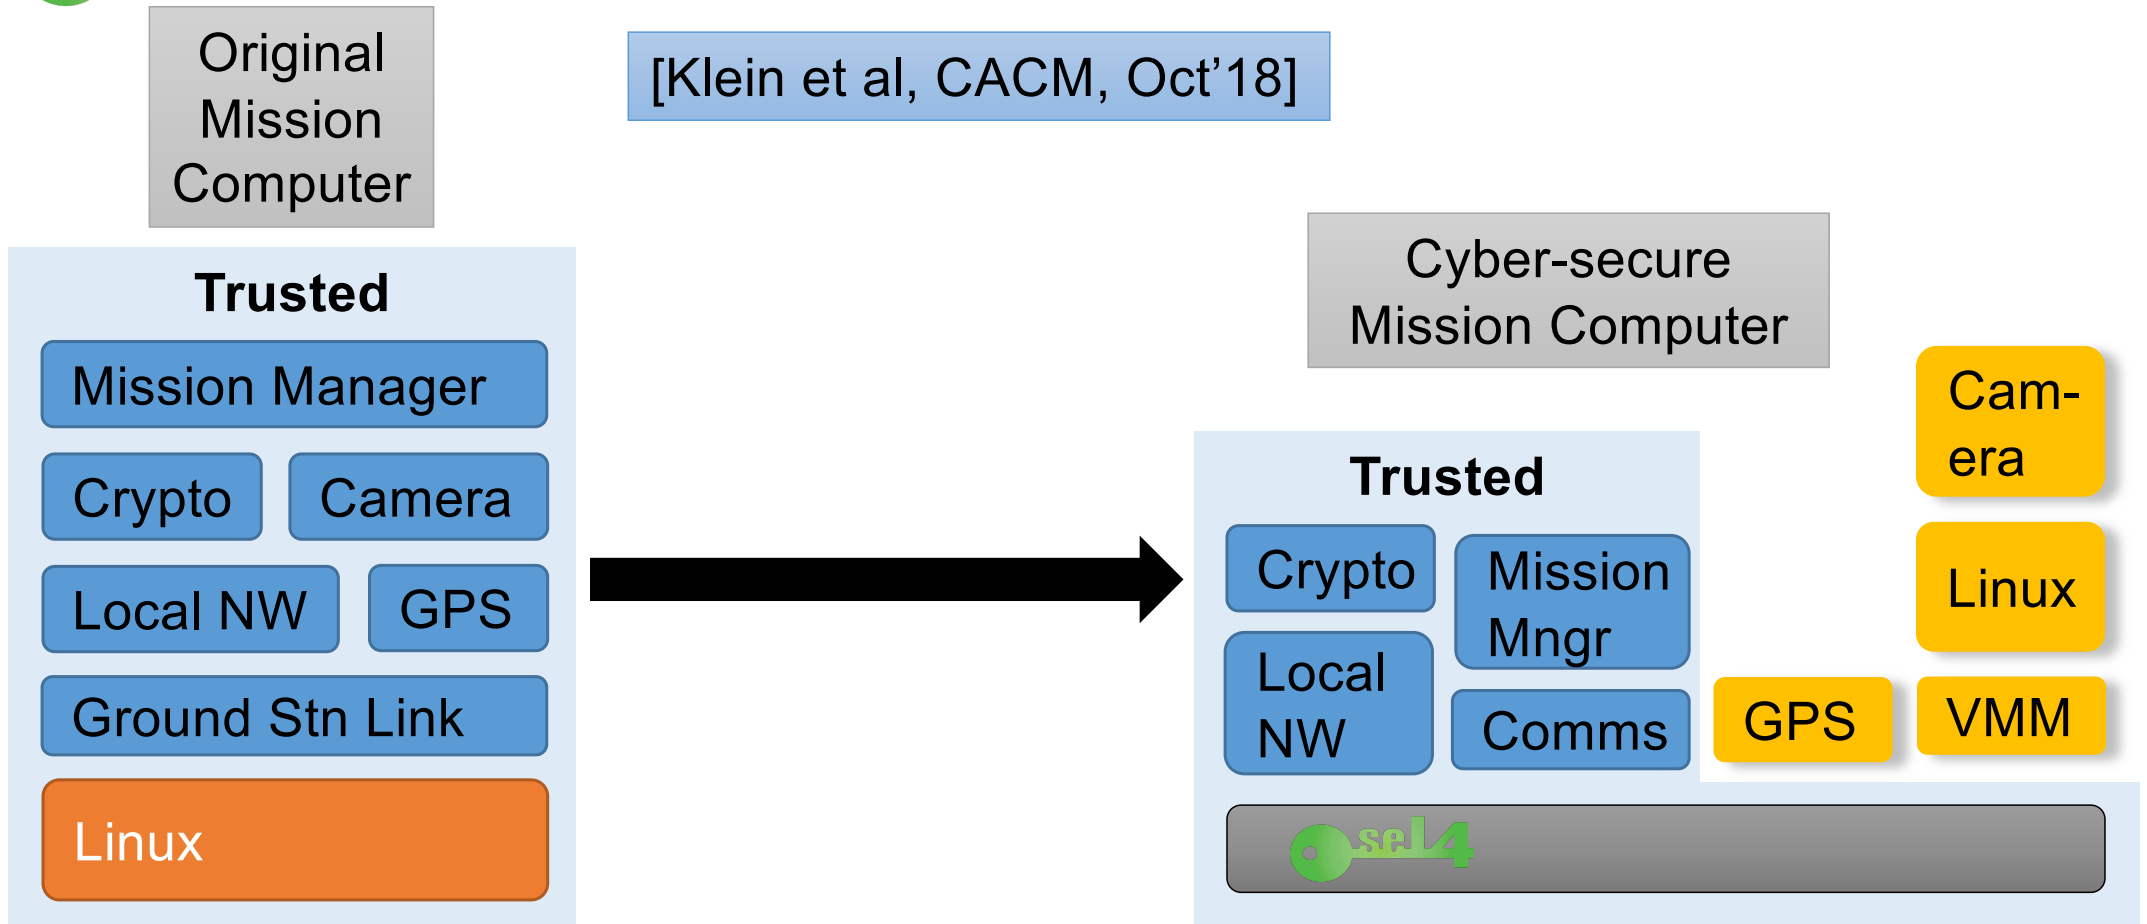 Original
Mission
Computer
[Klein et al, CACM, Oct’18]
Cyber-secure
Mission Computer
Trusted
Mission Manager
Crypto
Camera
Local NW
GPS
Ground Stn Link
Linux
Trusted
Crypto
Mission
Mngr
Local
NW
Comms
GPS
Cam-
era
Linux
VMM
seL4